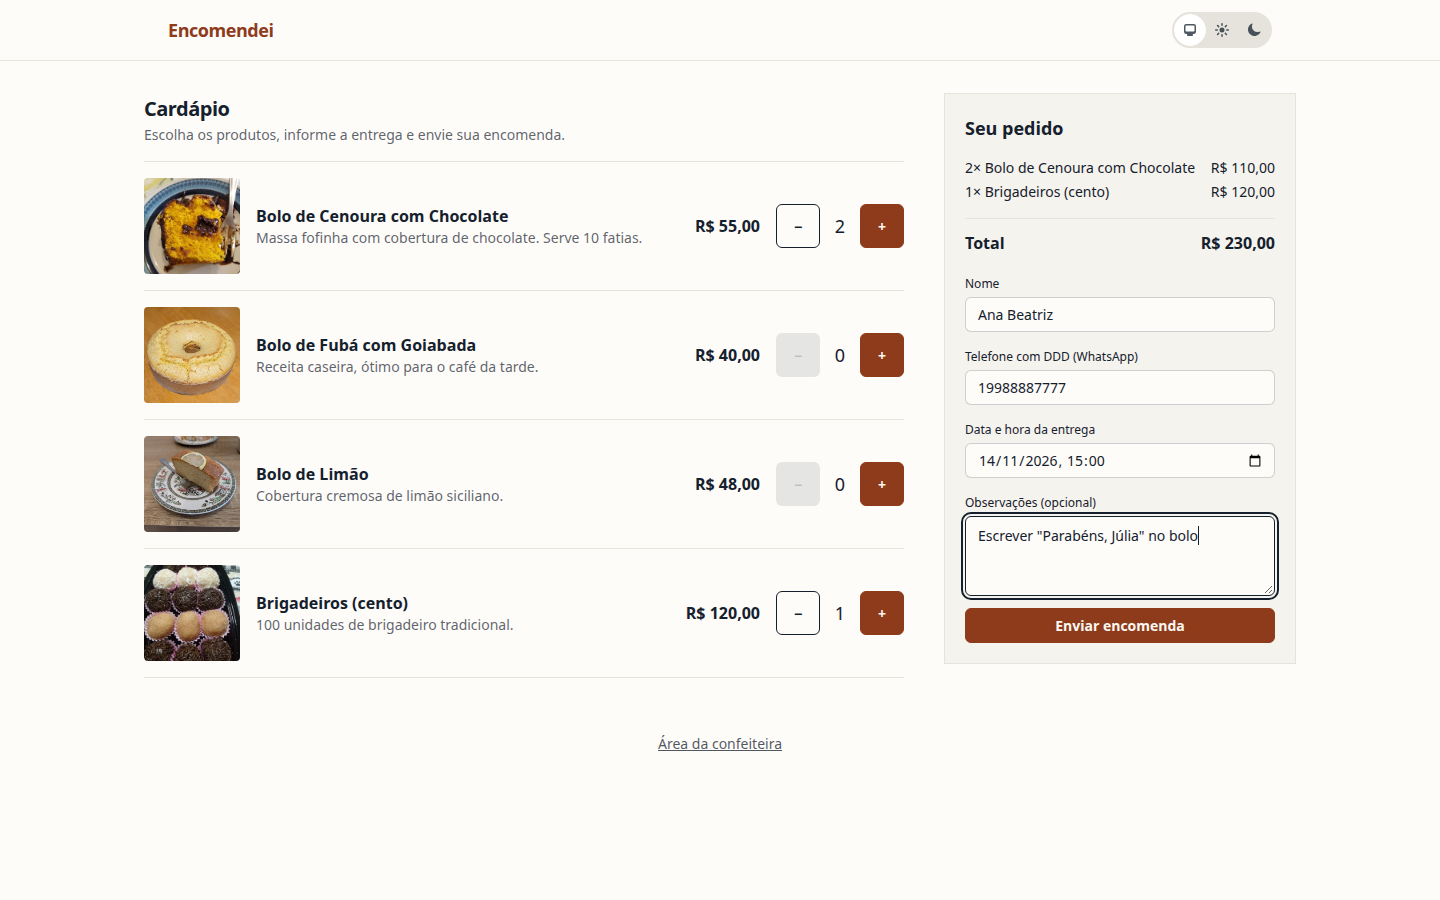 Encomendei
Cardápio
Escolha os produtos, informe a entrega e envie sua encomenda.
Bolo de Cenoura com Chocolate
Massa fofinha com cobertura de chocolate. Serve 10 fatias.
R$ 55,00
−
2
+
Bolo de Fubá com Goiabada
Receita caseira, ótimo para o café da tarde.
R$ 40,00
−
0
+
Bolo de Limão
Cobertura cremosa de limão siciliano.
R$ 48,00
−
0
+
Brigadeiros (cento)
100 unidades de brigadeiro tradicional.
R$ 120,00
−
1
+
Seu pedido
2× Bolo de Cenoura com Chocolate R$ 110,00
1× Brigadeiros (cento) R$ 120,00
Total R$ 230,00
Nome
Ana Beatriz
Telefone com DDD (WhatsApp)
19988887777
Data e hora da entrega
14/11/2026, 15:00
Observações (opcional)
Escrever "Parabéns, Júlia" no bolo
Enviar encomenda
Área da confeiteira